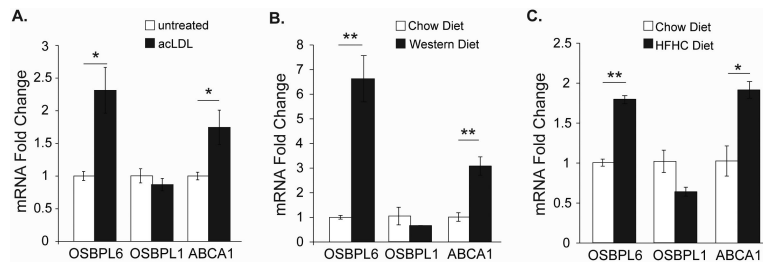 A.
untreated
acLDL
mRNA Fold Change
3
2.5
2
1.5
1
0.5
0
*
*
OSBPL6 OSBPL1 ABCA1
B.
Chow Diet
Western Diet
mRNA Fold Change
8
7
6
5
4
3
2
1
0
**
**
OSBPL6 OSBPL1 ABCA1
C.
Chow Diet
HFHC Diet
mRNA Fold Change
2.5
2
1.5
1
0.5
0
**
*
OSBPL6 OSBPL1 ABCA1